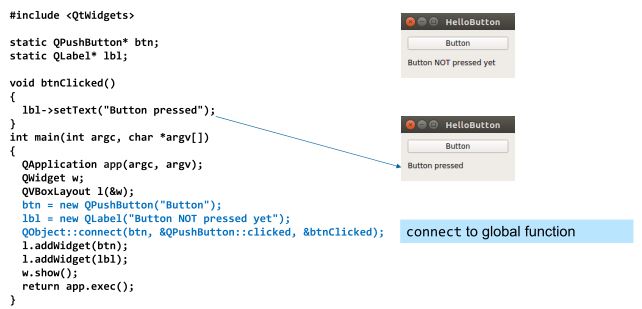 #include <QtWidgets>
static QPushButton* btn;
static QLabel* lbl;
void btnClicked()
{
lbl->setText("Button pressed");
}
int main(int argc, char *argv[])
{
QApplication app(argc, argv);
QWidget w;
QVBoxLayout l(&w);
btn = new QPushButton("Button");
lbl = new QLabel("Button NOT pressed yet");
QObject::connect(btn, &QPushButton::clicked, &btnClicked);
l.addWidget(btn);
l.addWidget(lbl);
w.show();
return app.exec();
}
HelloButton
Button
Button NOT pressed yet
HelloButton
Button
Button pressed
connect to global function